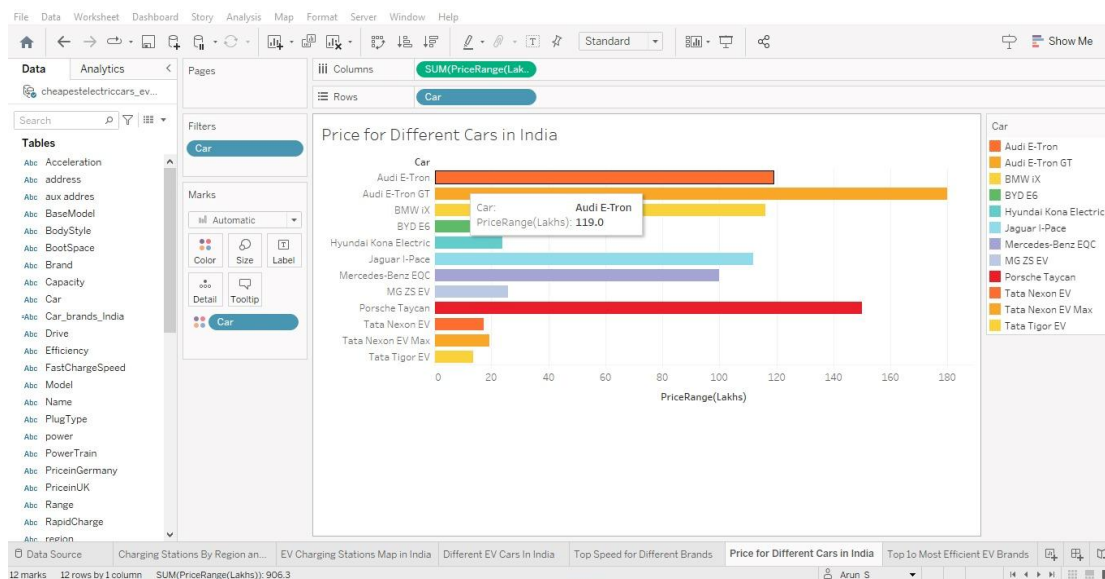 File Data Worksheet Dashboard Story Analysis Map Format Server Window Help
Standard
Show Me
Data Analytics
cheapestelectriccars_ev...
Search
Tables
Abc Acceleration
Abc address
Abc aux addres
Abc BaseModel
Abc BodyStyle
Abc BootSpace
Abc Brand
Abc Capacity
Abc Car
Abc Car_brands_India
Abc Drive
Abc Efficiency
Abc FastChargeSpeed
Abc Model
Abc Name
Abc PlugType
Abc power
Abc PowerTrain
Abc PriceinGermany
Abc PriceinUK
Abc Range
Abc RapidCharge
Abc region
Pages
Filters
Car
Marks
Automatic
Color Size Label
Detail Tooltip
Car
Columns SUM(PriceRange(Lak..
Rows Car
Price for Different Cars in India
Car
Audi E-Tron
Audi E-Tron GT
BMW iX
BYD E6
Hyundai Kona Electric
Jaguar I-Pace
Mercedes-Benz EQC
MG ZS EV
Porsche Taycan
Tata Nexon EV
Tata Nexon EV Max
Tata Tigor EV
Car: Audi E-Tron
PriceRange(Lakhs): 119.0
0 20 40 60 80 100 120 140 160 180
PriceRange(Lakhs)
Car
Audi E-Tron
Audi E-Tron GT
BMW iX
BYD E6
Hyundai Kona Electric
Jaguar I-Pace
Mercedes-Benz EQC
MG ZS EV
Porsche Taycan
Tata Nexon EV
Tata Nexon EV Max
Tata Tigor EV
Data Source Charging Stations By Region an... EV Charging Stations Map in India Different EV Cars In India Top Speed for Different Brands Price for Different Cars in India Top 1o Most Efficient EV Brands
12 marks 12 rows by 1 column SUM(PriceRange(Lakhs)): 906.3 Arun S